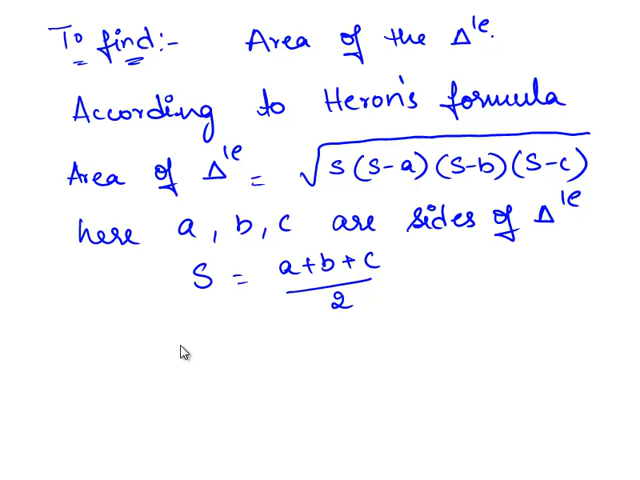 To find:- Area of the Δ'le.
According to Heron's formula
Area of Δ'le = √s(s-a)(s-b)(s-c)
here a, b, c are sides of Δ'le
S = a+b+c
2